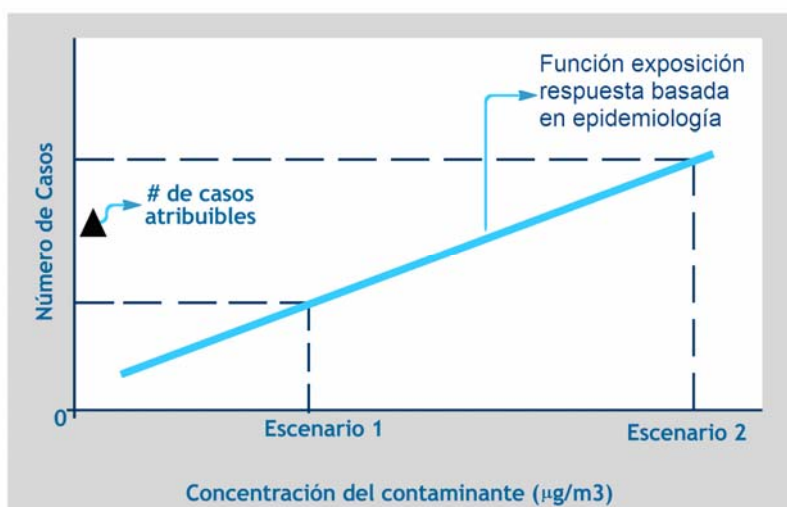 Función exposición
respuesta basada
en epidemiología
# de casos
atribuibles
Número de Casos
0
Escenario 1
Escenario 2
Concentración del contaminante (µg/m3)